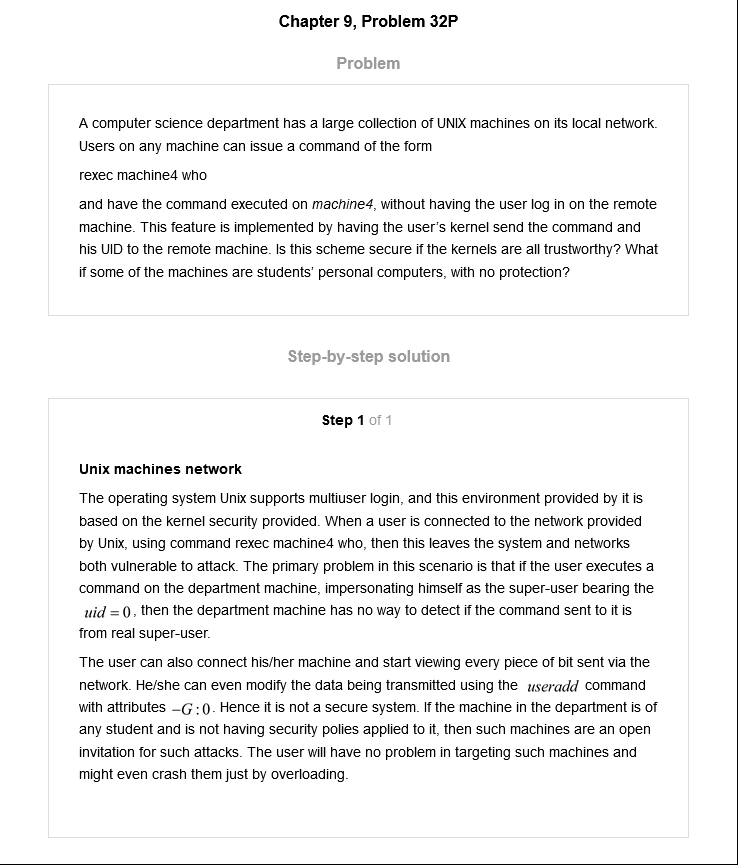 Chapter 9, Problem 32P
Problem
A computer science department has a large collection of UNIX machines on its local network.
Users on any machine can issue a command of the form
rexec machine4 who
and have the command executed on machine4, without having the user log in on the remote
machine. This feature is implemented by having the user's kernel send the command and
his UID to the remote machine. Is this scheme secure if the kernels are all trustworthy? What
if some of the machines are students' personal computers, with no protection?
Step-by-step solution
Step 1 of 1
Unix machines network
The operating system Unix supports multiuser login, and this environment provided by it is
based on the kernel security provided. When a user is connected to the network provided
by Unix, using command rexec machine4 who, then this leaves the system and networks
both vulnerable to attack. The primary problem in this scenario is that if the user executes a
command on the department machine, impersonating himself as the super-user bearing the
uid = 0, then the department machine has no way to detect if the command sent to it is
from real super-user.
The user can also connect his/her machine and start viewing every piece of bit sent via the
network. He/she can even modify the data being transmitted using the useradd command
with attributes –G : 0. Hence it is not a secure system. If the machine in the department is of
any student and is not having security polies applied to it, then such machines are an open
invitation for such attacks. The user will have no problem in targeting such machines and
might even crash them just by overloading.